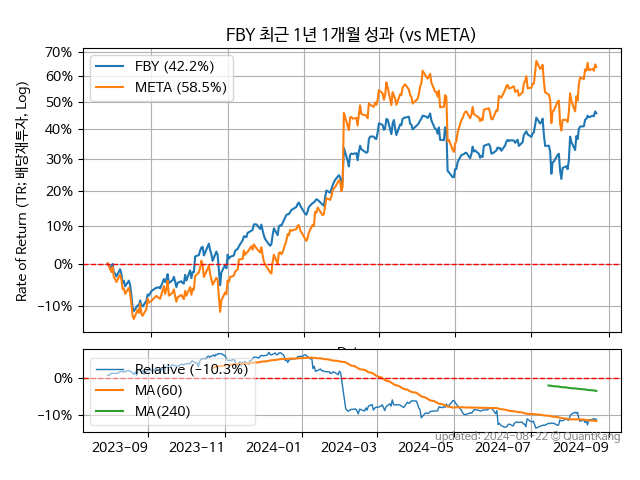 FBY 최근 1년 1개월 성과 (vs META)
Rate of Return (TR: 배당재투자, Log)
70%
60%
50%
40%
30%
20%
10%
0%
−10%
FBY (42.2%)
META (58.5%)
0%
−10%
Relative (−10.3%)
MA(60)
MA(240)
updated: 2024-08-22 © QuantKang
2023−09 2023−11 2024−01 2024−03 2024−05 2024−07 2024−09